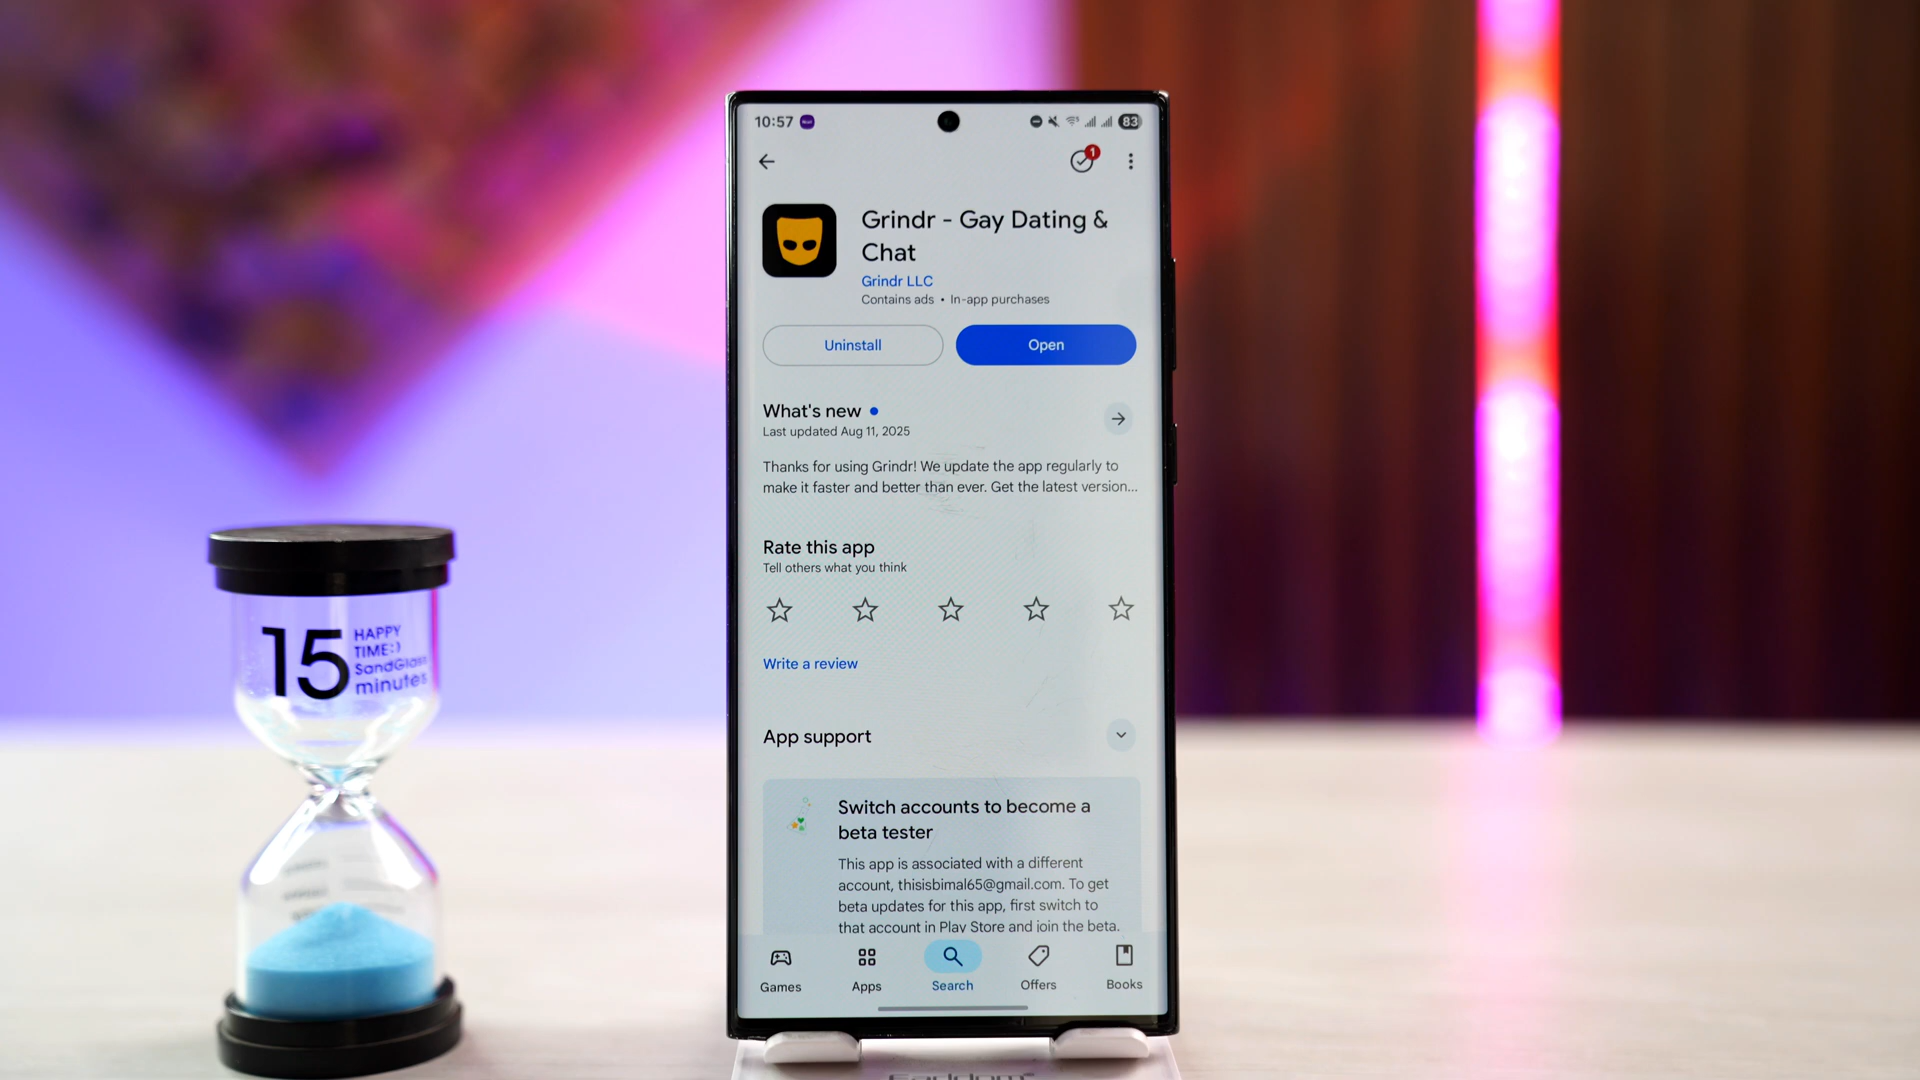 10:57
83
1
Grindr - Gay Dating &
Chat
Grindr LLC
Contains ads • In-app purchases
Uninstall
Open
What's new
Last updated Aug 11, 2025
Thanks for using Grindr! We update the app regularly to
make it faster and better than ever. Get the latest version...
Rate this app
Tell others what you think
Write a review
App support
Switch accounts to become a
beta tester
This app is associated with a different
account, thisisbimal65@gmail.com. To get
beta updates for this app, first switch to
that account in Play Store and join the beta.
Games
Apps
Search
Offers
Books
15
HAPPY
TIME:)
SandGlass
minutes